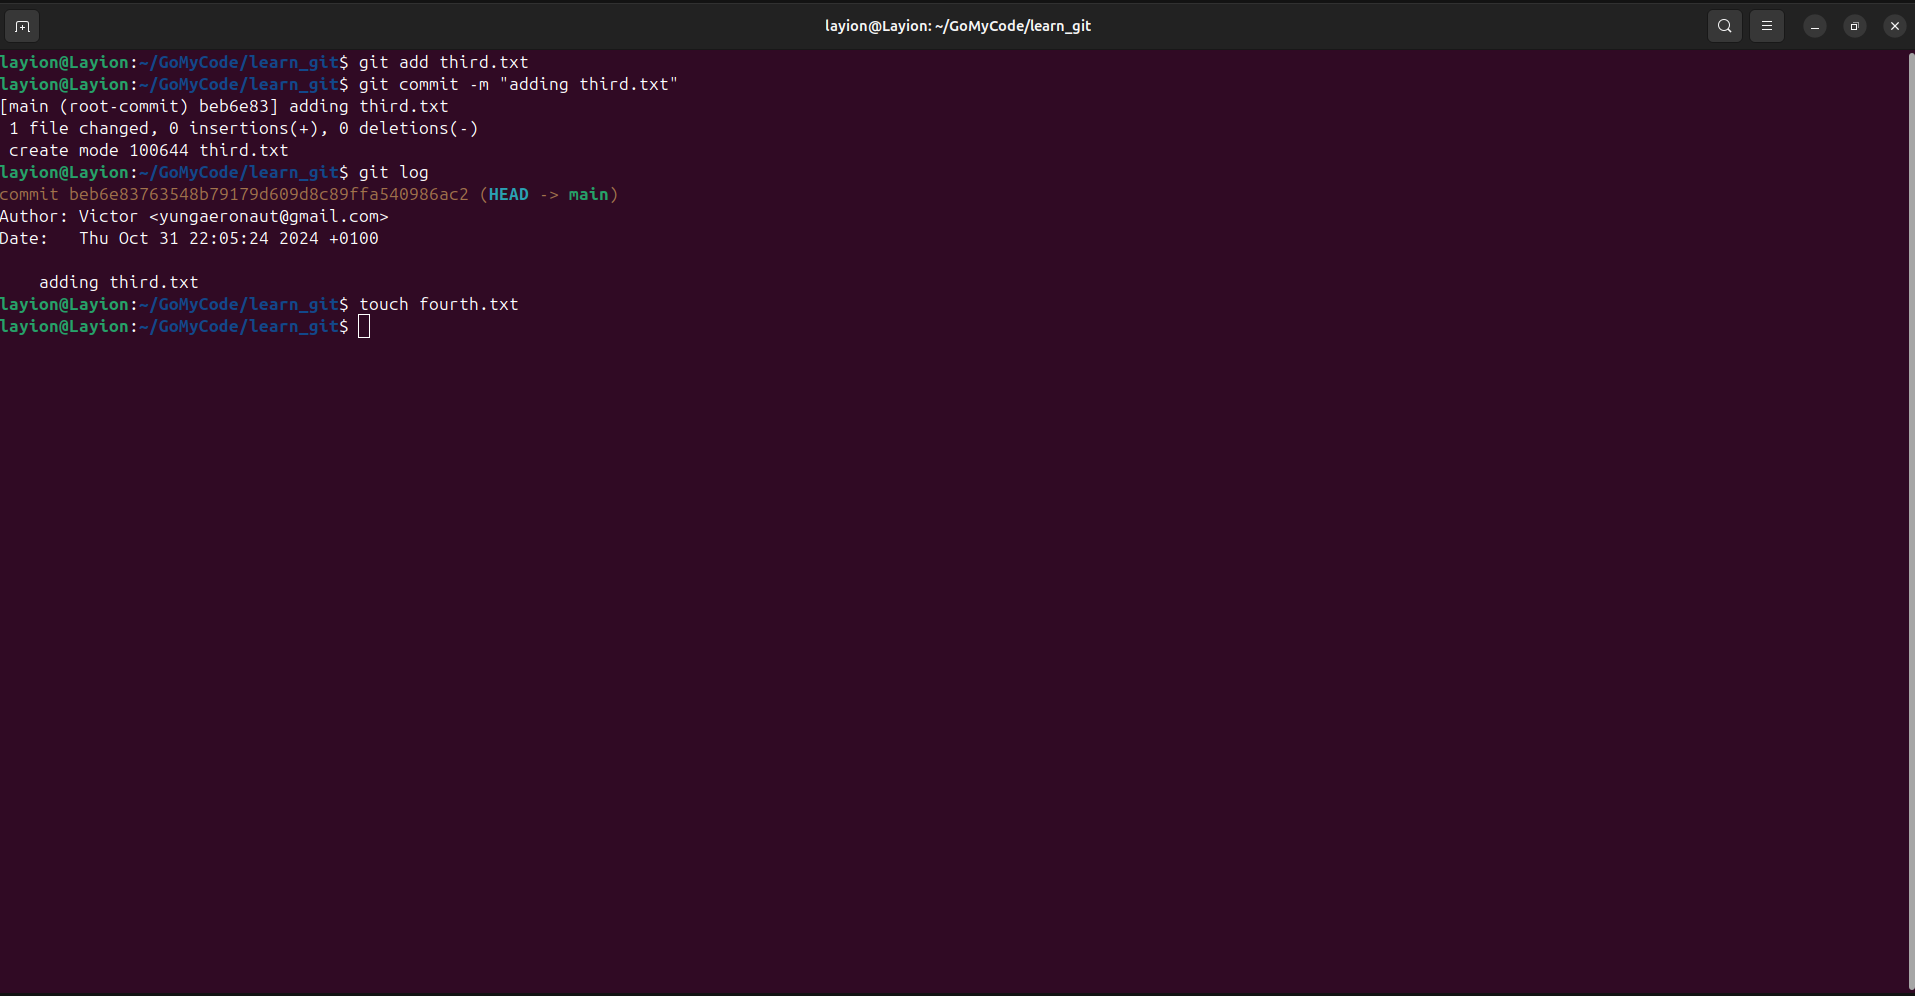 layion@Layion: ~/GoMyCode/learn_git
layion@Layion:~/GoMyCode/learn_git$ git add third.txt
layion@Layion:~/GoMyCode/learn_git$ git commit -m "adding third.txt"
[main (root-commit) beb6e83] adding third.txt
 1 file changed, 0 insertions(+), 0 deletions(-)
 create mode 100644 third.txt
layion@Layion:~/GoMyCode/learn_git$ git log
commit beb6e83763548b79179d609d8c89ffa540986ac2 (HEAD -> main)
Author: Victor <yungaeronaut@gmail.com>
Date:   Thu Oct 31 22:05:24 2024 +0100
    adding third.txt
layion@Layion:~/GoMyCode/learn_git$ touch fourth.txt
layion@Layion:~/GoMyCode/learn_git$